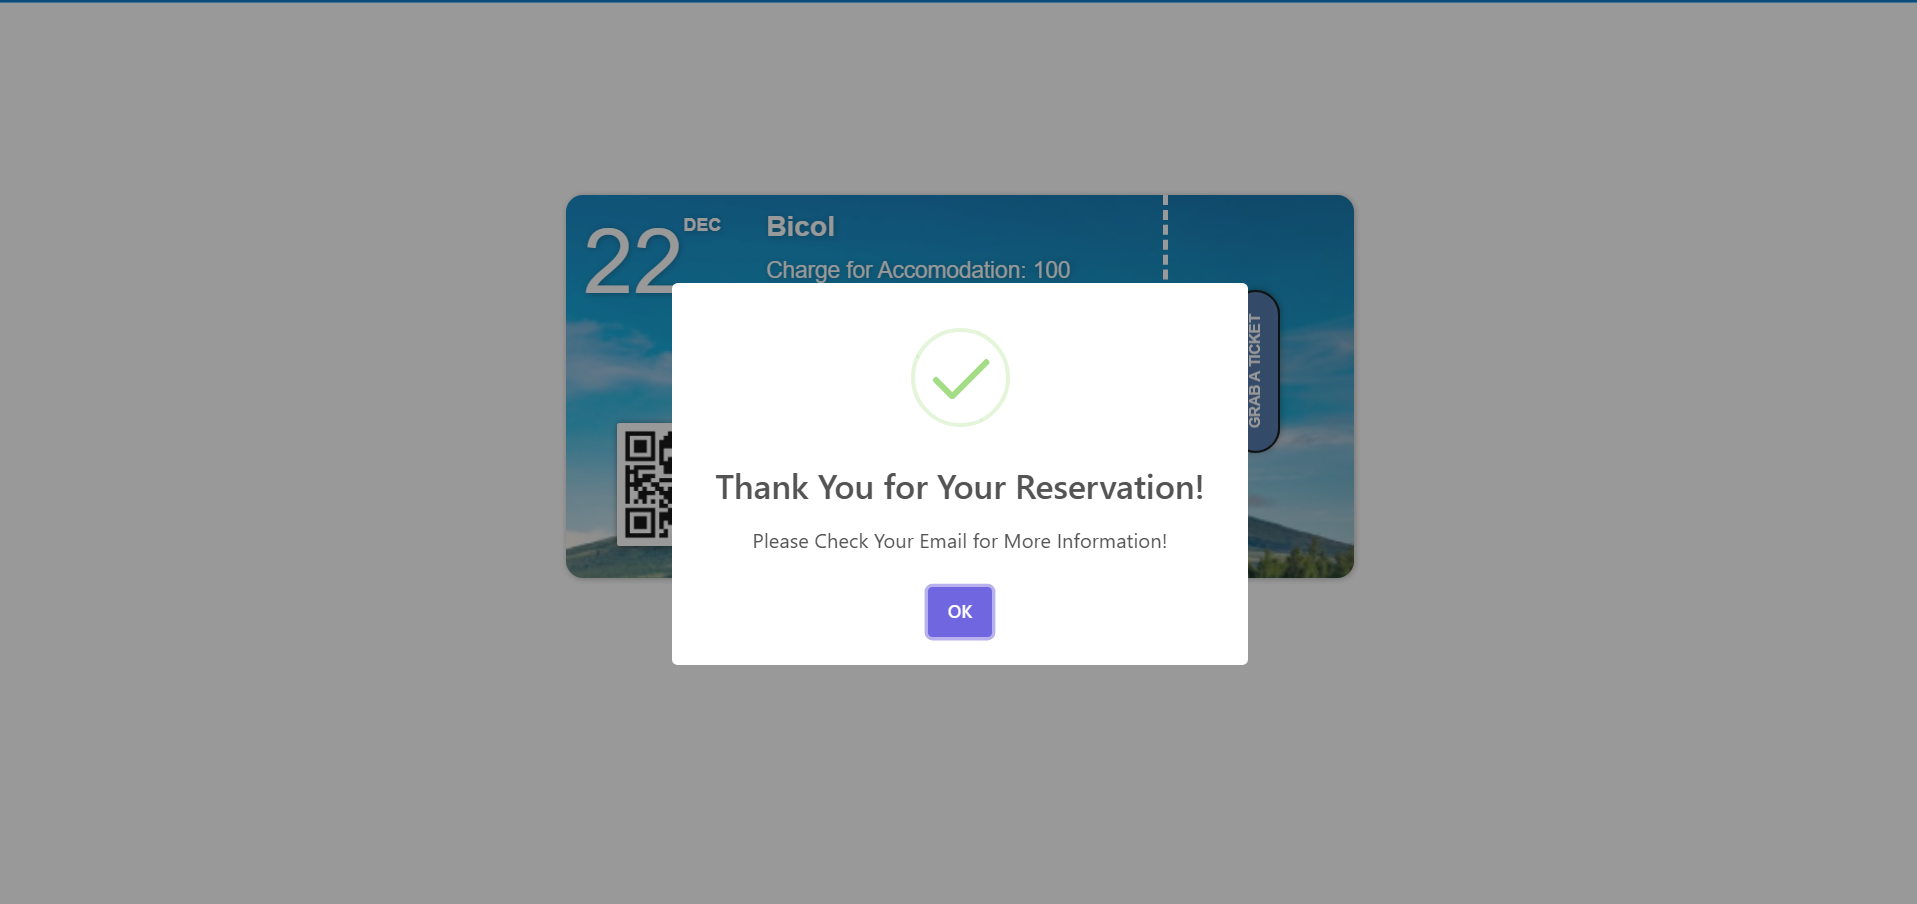 22 DEC
Bicol
Charge for Accomodation: 100
GRAB A TICKET
Thank You for Your Reservation!
Please Check Your Email for More Information!
OK